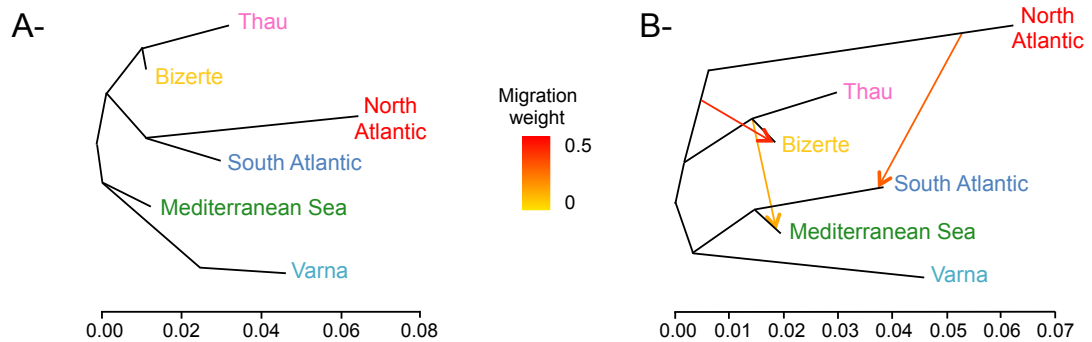 A-
Thau
Bizerte
North
Atlantic
South Atlantic
Mediterranean Sea
Varna
0.00 0.02 0.04 0.06 0.08
Migration
weight
0.5
0
B-
North
Atlantic
Thau
Bizerte
South Atlantic
Mediterranean Sea
Varna
0.00 0.01 0.02 0.03 0.04 0.05 0.06 0.07